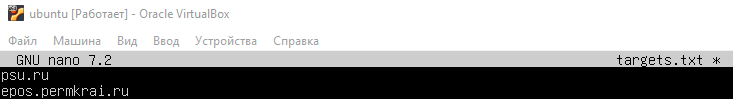 ubuntu [Работает] - Oracle VirtualBox
Файл Машина Вид Ввод Устройства Справка
GNU nano 7.2 targets.txt *
psu.ru
epos.permkrai.ru